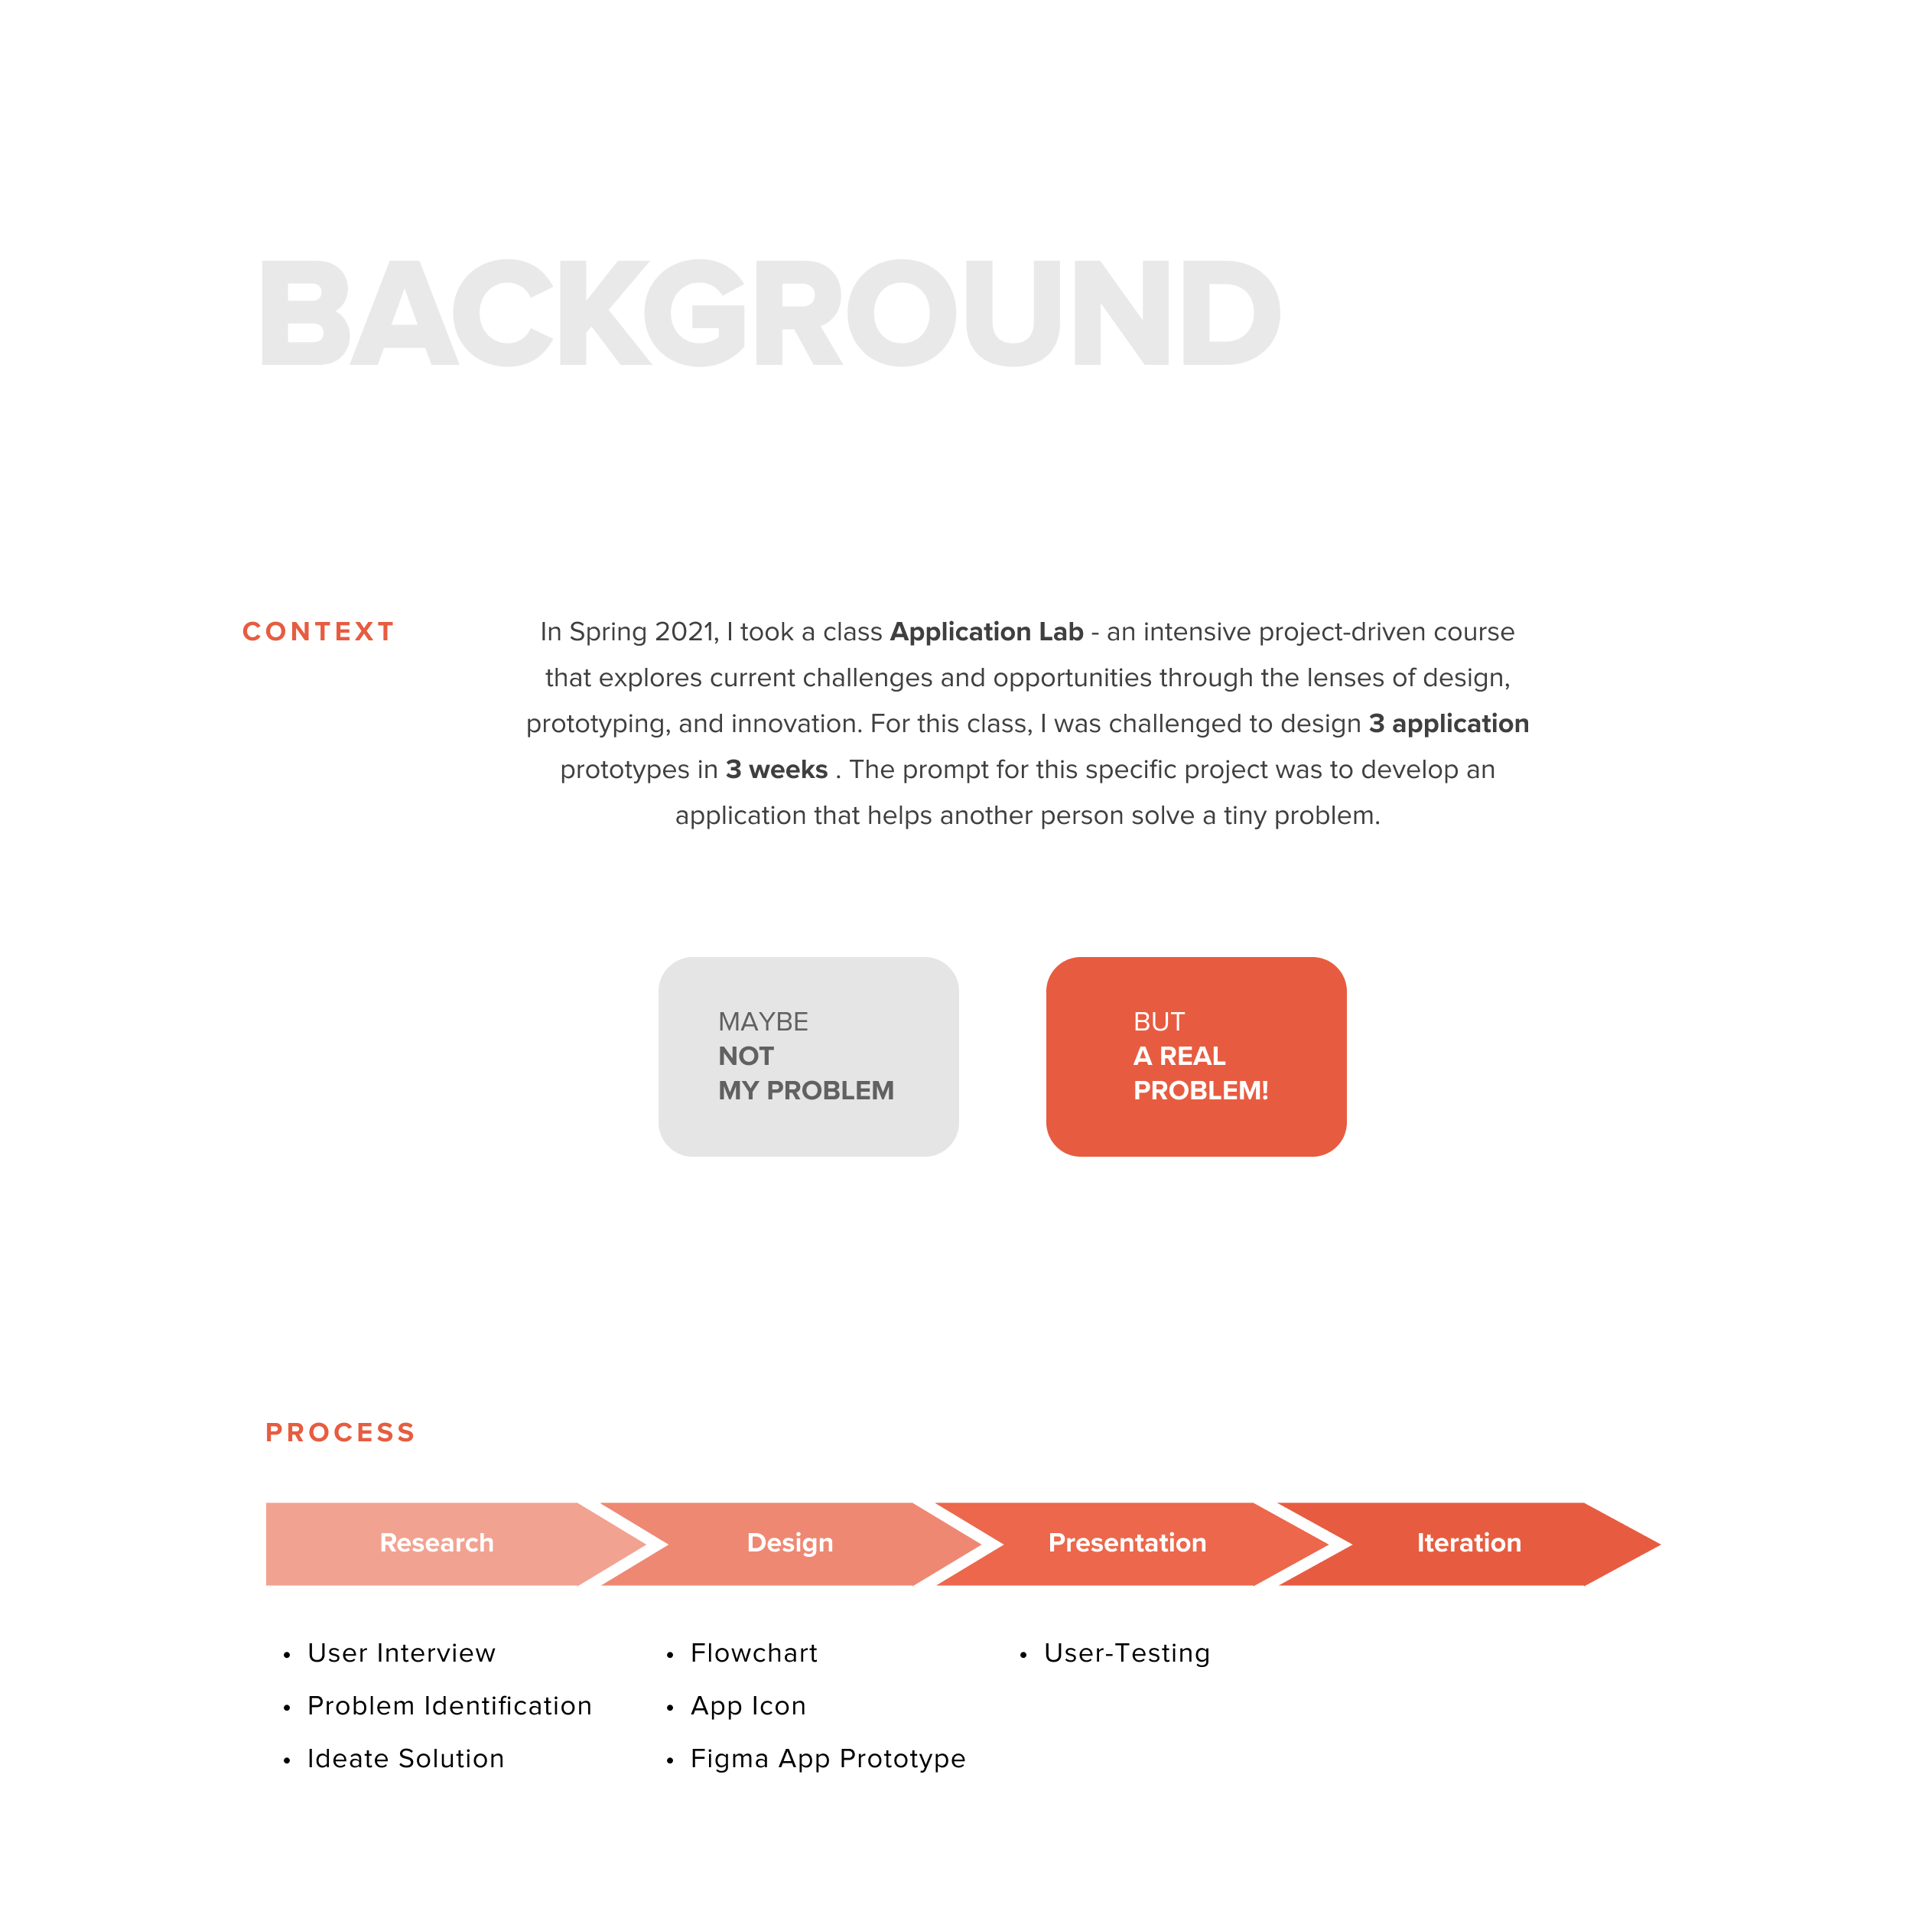 BACKGROUND
CONTEXT
In Spring 2021, I took a class Application Lab - an intensive project-driven course
that explores current challenges and opportunities through the lenses of design,
prototyping, and innovation. For this class, I was challenged to design 3 application
prototypes in 3 weeks . The prompt for this specific project was to develop an
application that helps another person solve a tiny problem.
MAYBE
NOT
MY PROBLEM
BUT
A REAL
PROBLEM!
PROCESS
Research
Design
Presentation
Iteration
• User Interview
• Problem Identification
• Ideate Solution
• Flowchart
• App Icon
• Figma App Prototype
• User-Testing